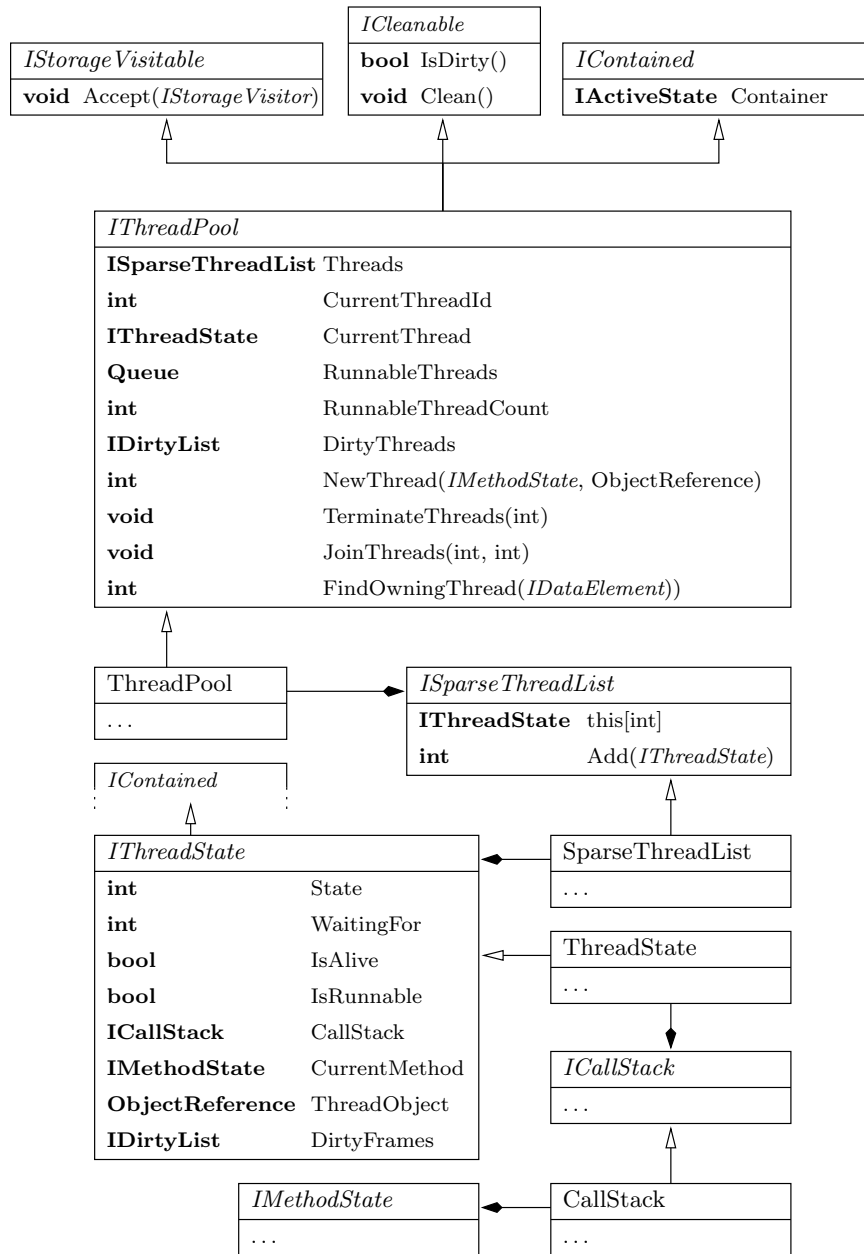 IStorageVisitable
void Accept(IStorageVisitor)
ICleanable
bool IsDirty()
void Clean()
IContained
IActiveState Container
IThreadPool
ISparseThreadList Threads
int CurrentThreadId
IThreadState CurrentThread
Queue RunnableThreads
int RunnableThreadCount
IDirtyList DirtyThreads
int NewThread(IMethodState, ObjectReference)
void TerminateThreads(int)
void JoinThreads(int, int)
int FindOwningThread(IDataElement))
ThreadPool
...
ISparseThreadList
IThreadState this[int]
int Add(IThreadState)
IContained
IThreadState
int State
int WaitingFor
bool IsAlive
bool IsRunnable
ICallStack CallStack
IMethodState CurrentMethod
ObjectReference ThreadObject
IDirtyList DirtyFrames
SparseThreadList
...
ThreadState
...
ICallStack
...
IMethodState
...
CallStack
...